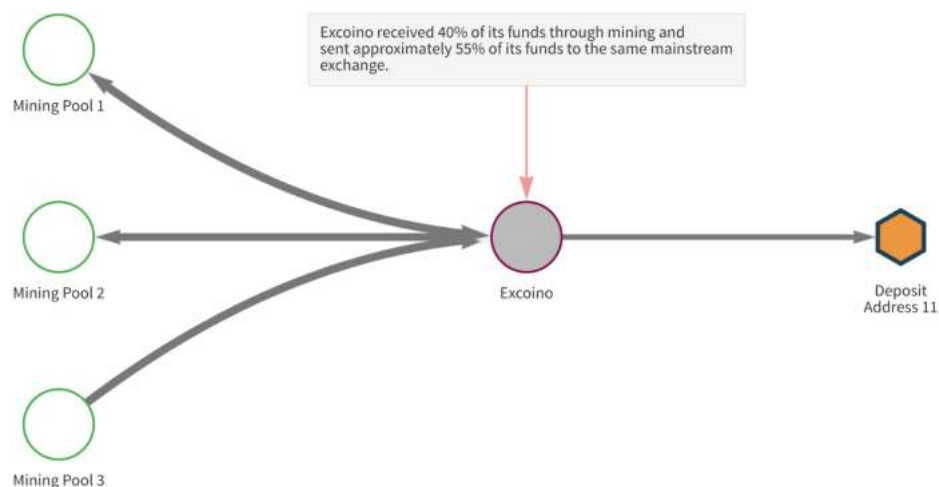 Excoino received 40% of its funds through mining and
sent approximately 55% of its funds to the same mainstream
exchange.
Mining Pool 1
Mining Pool 2
Excoino
Deposit
Address 11
Mining Pool 3